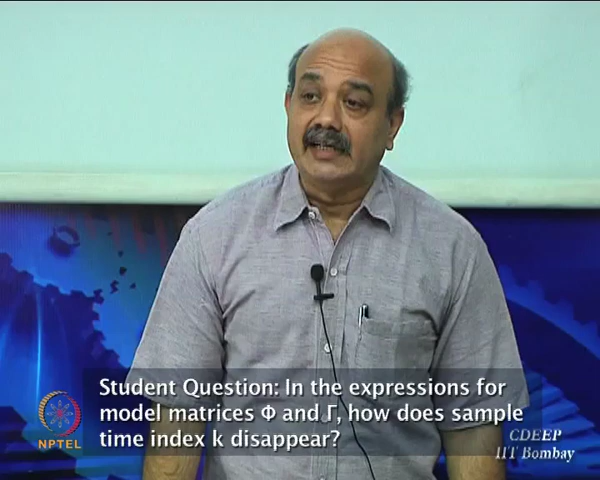 Student Question: In the expressions for
model matrices Φ and Γ, how does sample
time index k disappear?
NPTEL
CDEEP
IIT Bombay